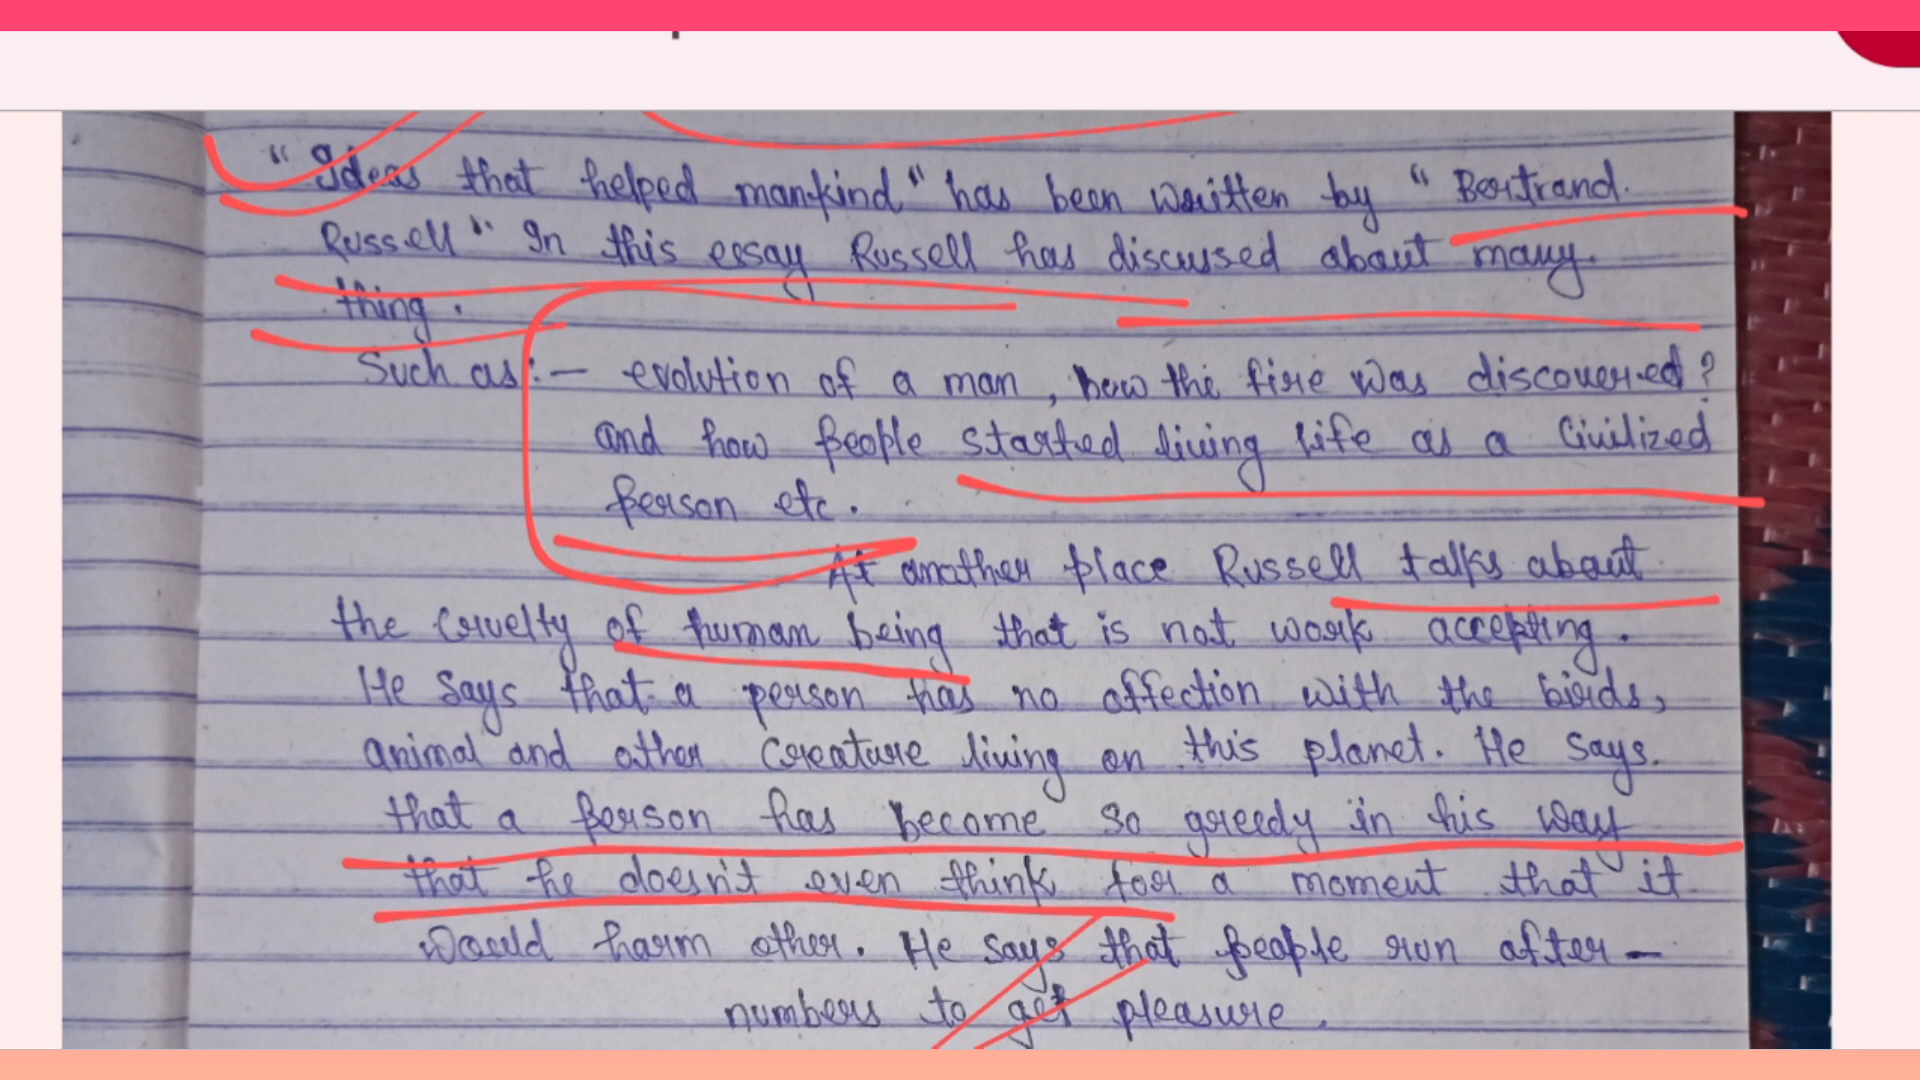 "Ideas that helped mankind" has been written by "Bertrand.
Russell" In this essay Russell has discussed about many.
thing.
Such as:- evolution of a man, how the fire was discovered?
and how people started living life as a Civilized
person etc.
At another place Russell talks about
the cruelty of human being that is not work accepting.
He says that a person has no affection with the birds,
animal and other creature living on this planet. He says.
that a person has become so greedy in his way
that he doesn't even think for a moment that it
would harm other. He says that people run after-
numbers to get pleasure.